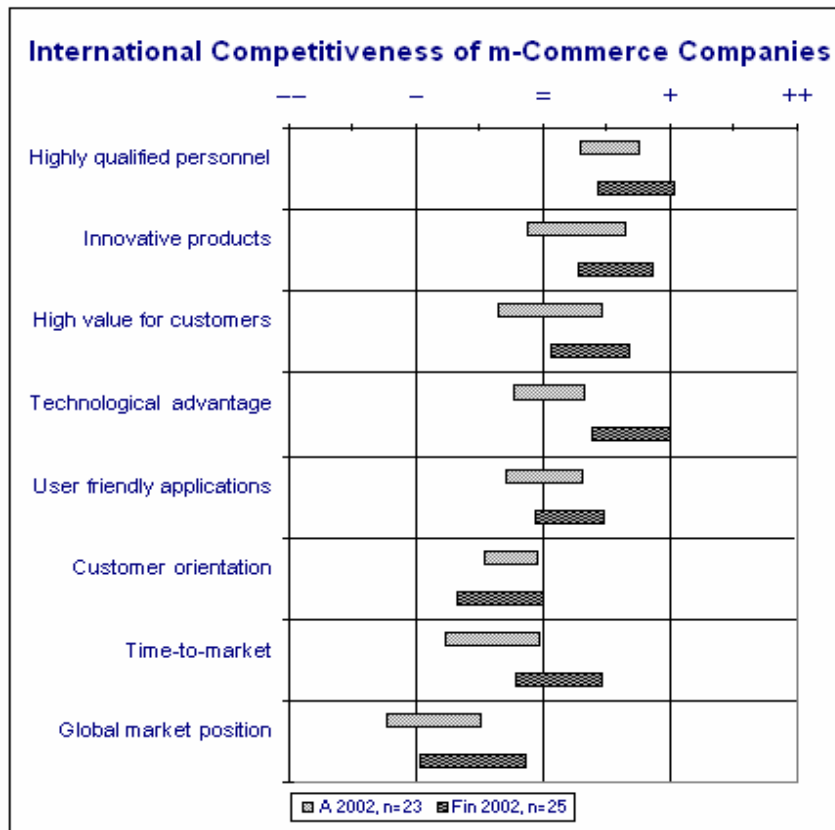 International Competitiveness of m-Commerce Companies
-- - = + ++
Highly qualified personnel
Innovative products
High value for customers
Technological advantage
User friendly applications
Customer orientation
Time-to-market
Global market position
A 2002, n=23 Fin 2002, n=25